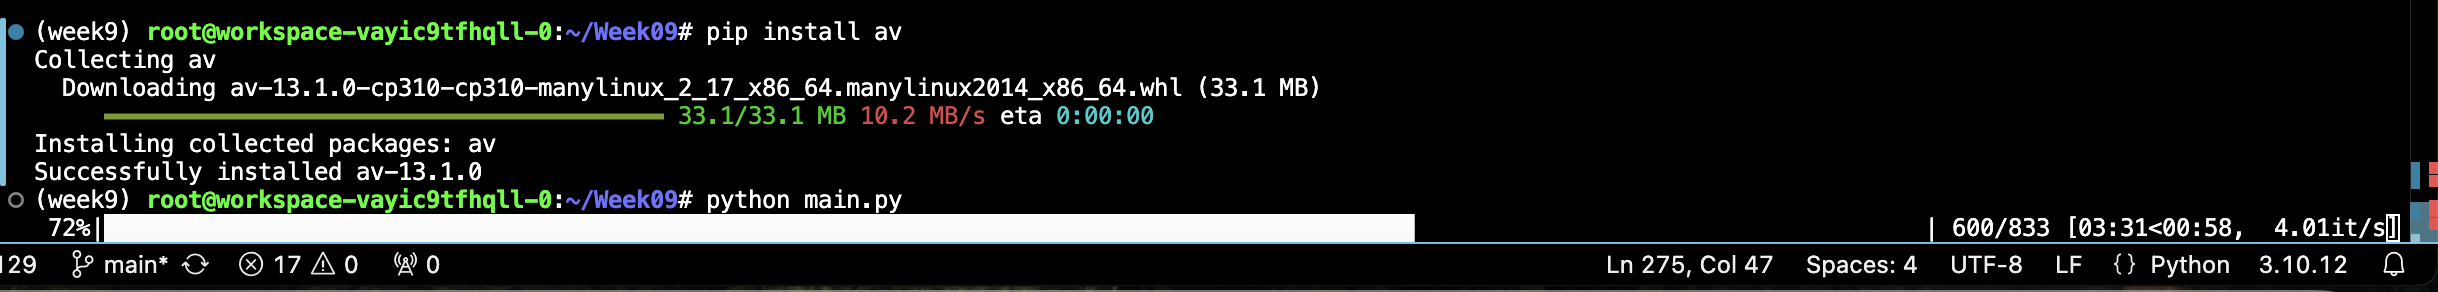 (week9) root@workspace-vayic9tfhqll-0:~/Week09# pip install av
Collecting av
  Downloading av-13.1.0-cp310-cp310-manylinux_2_17_x86_64.manylinux2014_x86_64.whl (33.1 MB)
33.1/33.1 MB 10.2 MB/s eta 0:00:00
Installing collected packages: av
Successfully installed av-13.1.0
(week9) root@workspace-vayic9tfhqll-0:~/Week09# python main.py
72%| | 600/833 [03:31<00:58, 4.01it/s]
129 main* 17 0 0 Ln 275, Col 47 Spaces: 4 UTF-8 LF {} Python 3.10.12